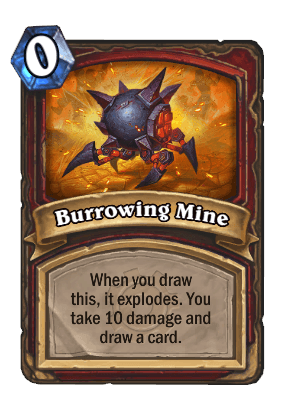 0
Burrowing Mine
When you draw
this, it explodes. You
take 10 damage and
draw a card.